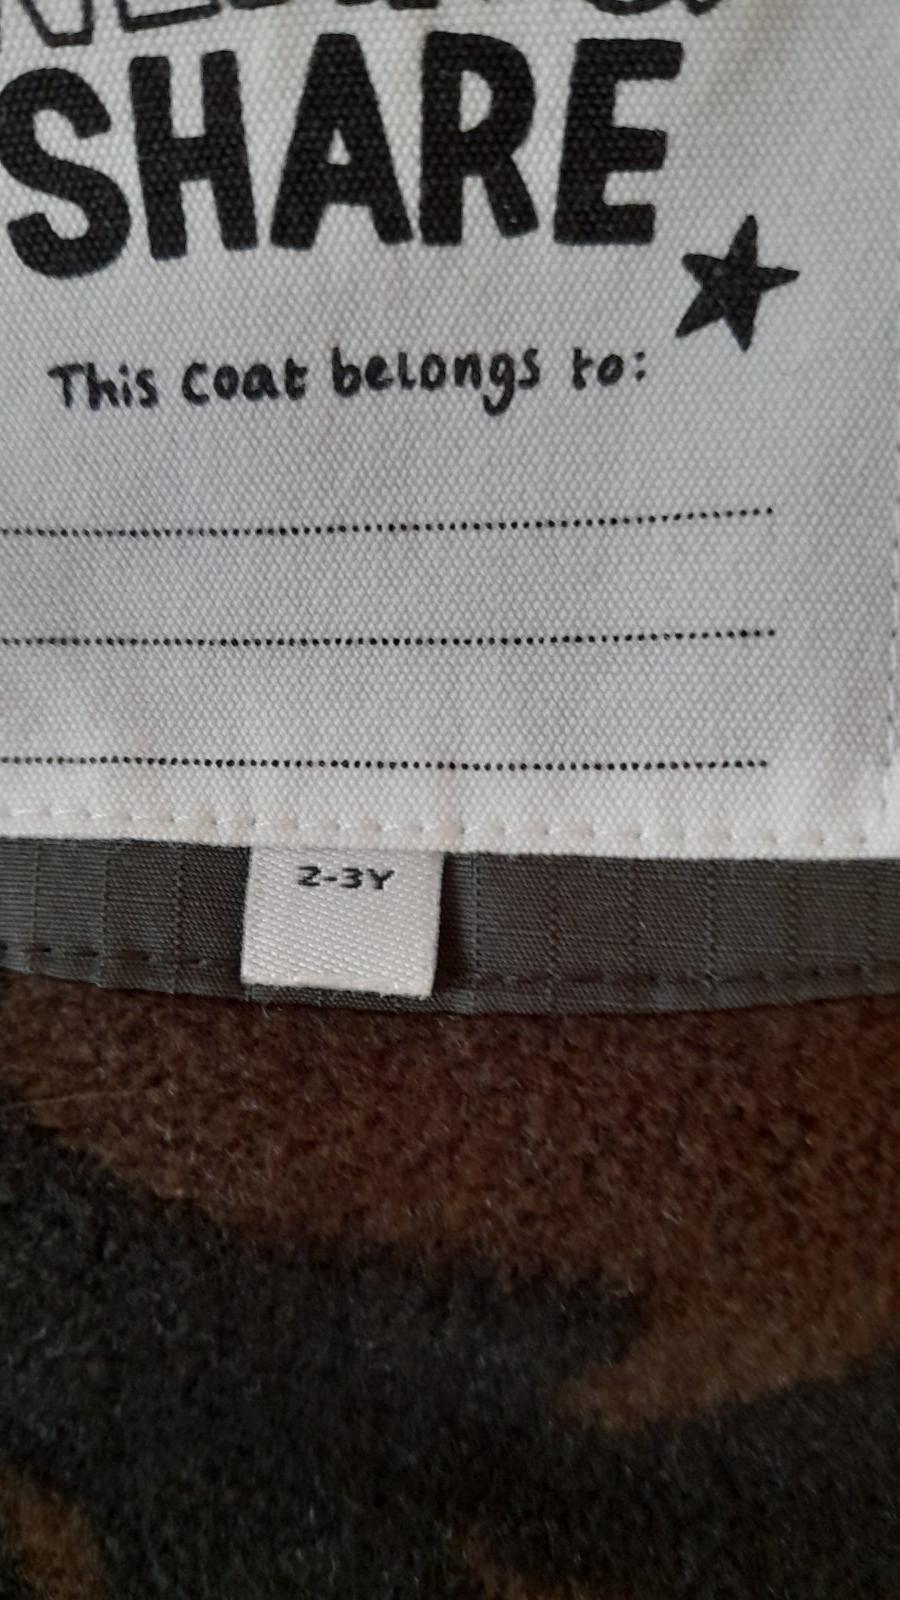 SHARE
This coat belongs to:
2-3Y